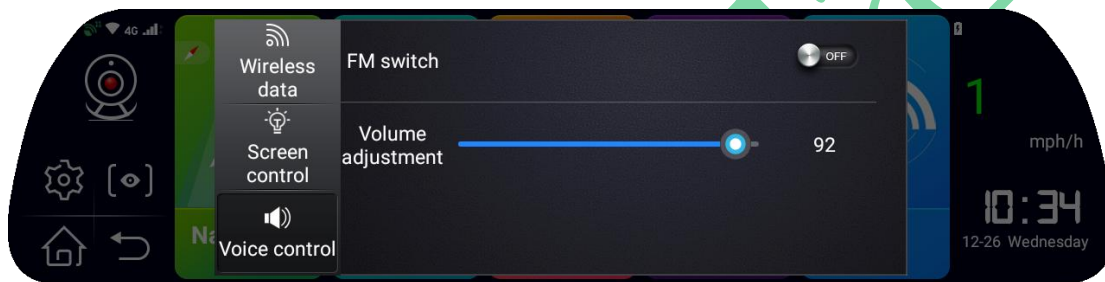 4G
Wireless
data
FM switch
OFF
Screen
control
Volume
adjustment
92
Voice control
Na
1
mph/h
10:34
12-26 Wednesday